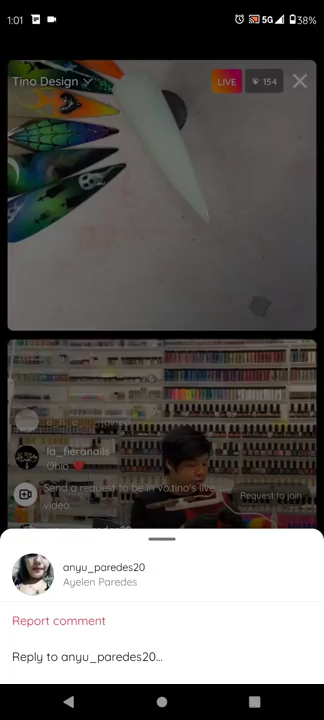 1:01
5G
38%
Tino Design
LIVE
154
joined
la_fieranails
Ohio
Send a request to be in vo.tino's live
video.
Request to join
anyu_paredes20
Ayelen Paredes
Report comment
Reply to anyu_paredes20...